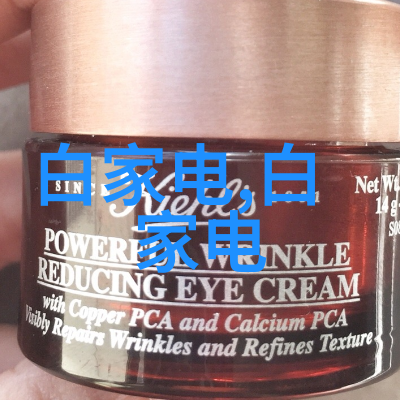 白家电,白
家电
SINCE
Kiehl's
Net Wt.
14 g
POWERFUL WRINKLE
REDUCING EYE CREAM
with Copper PCA and Calcium PCA
Visibly Repairs Wrinkles and Refines Texture